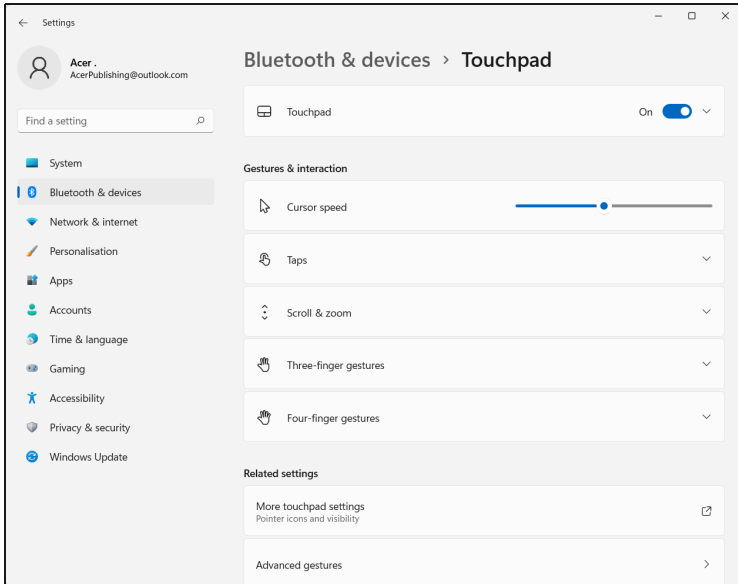 Settings
Acer .
AcerPublishing@outlook.com
Find a setting
System
Bluetooth & devices
Network & internet
Personalisation
Apps
Accounts
Time & language
Gaming
Accessibility
Privacy & security
Windows Update
Bluetooth & devices > Touchpad
Touchpad On
Gestures & interaction
Cursor speed
Taps
Scroll & zoom
Three-finger gestures
Four-finger gestures
Related settings
More touchpad settings
Pointer icons and visibility
Advanced gestures